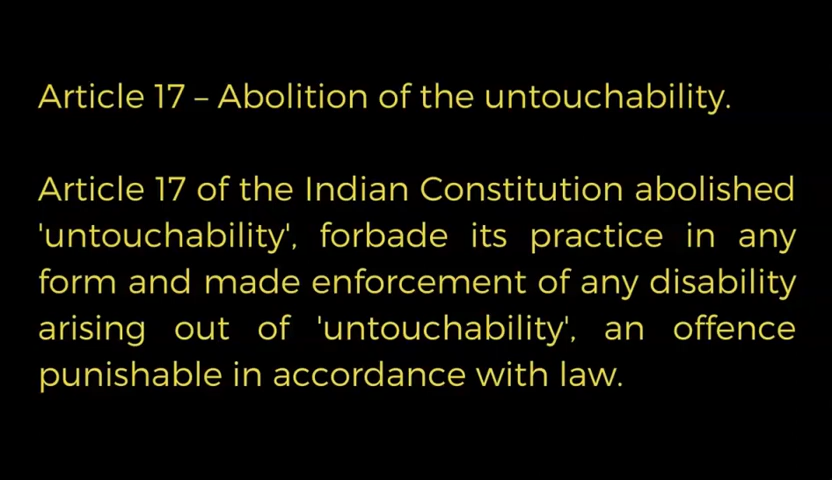 Article 17 – Abolition of the untouchability.
Article 17 of the Indian Constitution abolished
'untouchability', forbade its practice in any
form and made enforcement of any disability
arising out of 'untouchability', an offence
punishable in accordance with law.